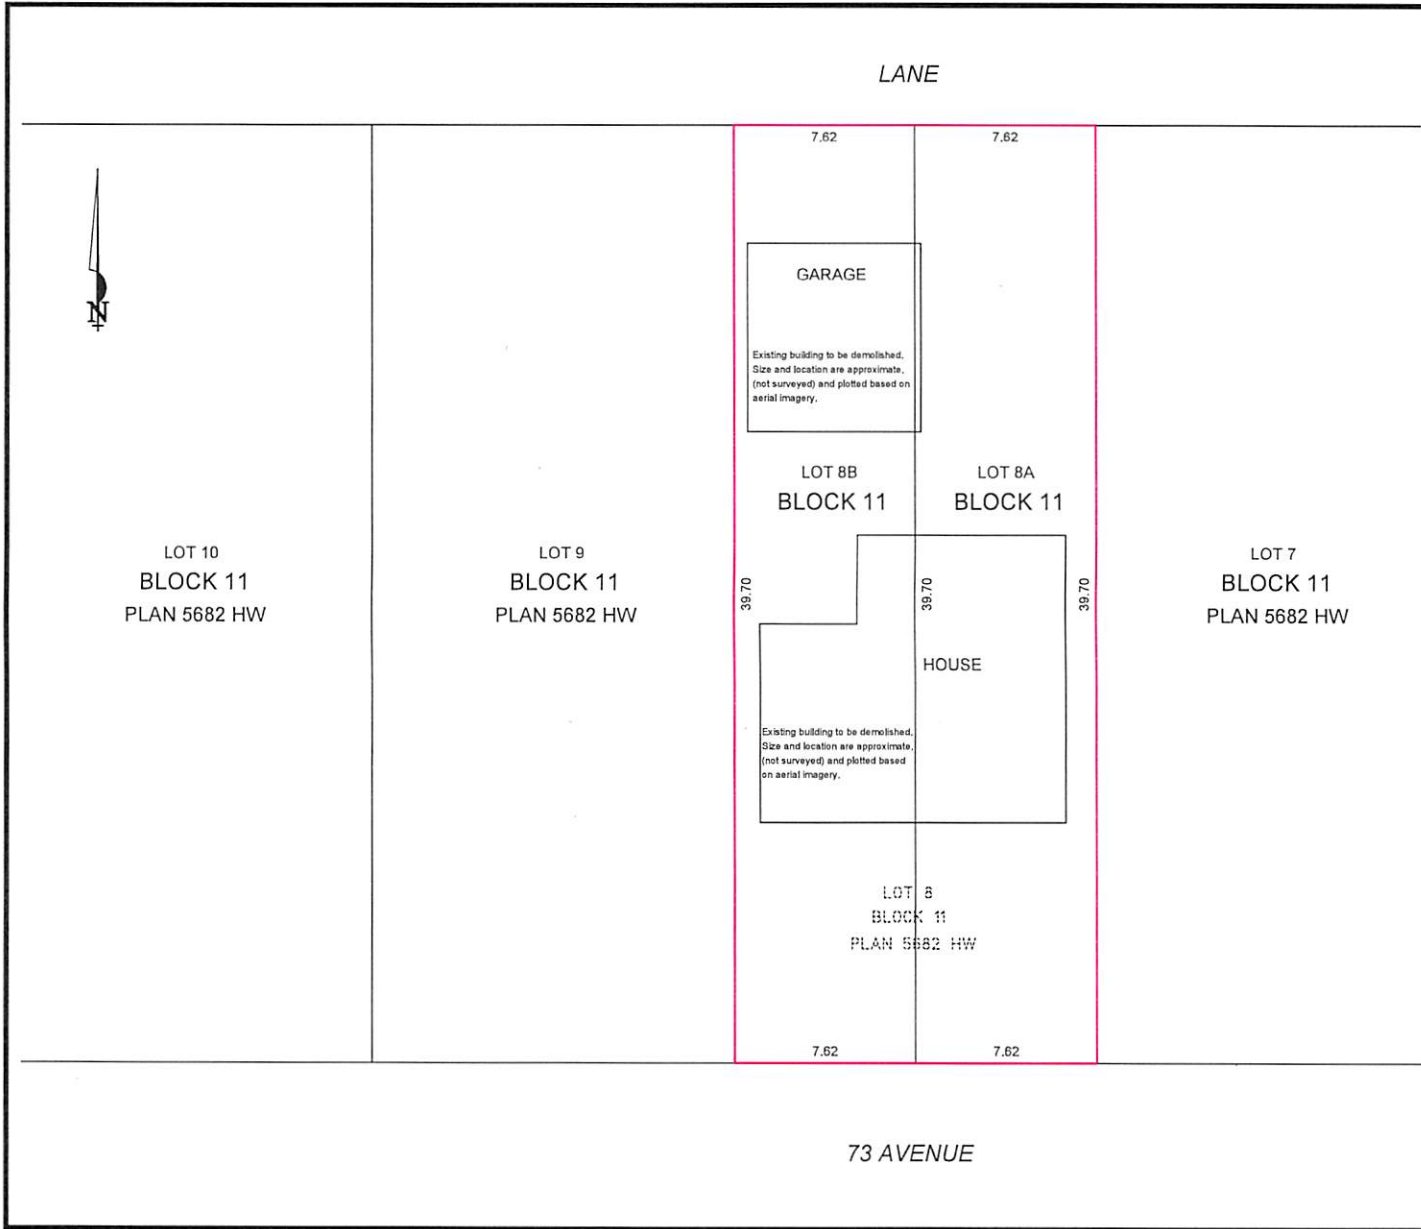 LANE
7.62
7.62
N
GARAGE
Existing building to be demolished.
Size and location are approximate,
(not surveyed) and plotted based on
aerial imagery.
LOT 8B
BLOCK 11
LOT 8A
BLOCK 11
LOT 10
BLOCK 11
PLAN 5682 HW
LOT 9
BLOCK 11
PLAN 5682 HW
39.70
39.70
39.70
LOT 7
BLOCK 11
PLAN 5682 HW
HOUSE
Existing building to be demolished.
Size and location are approximate,
(not surveyed) and plotted based
on aerial imagery.
LOT 8
BLOCK 11
PLAN 5682 HW
7.62
7.62
73 AVENUE